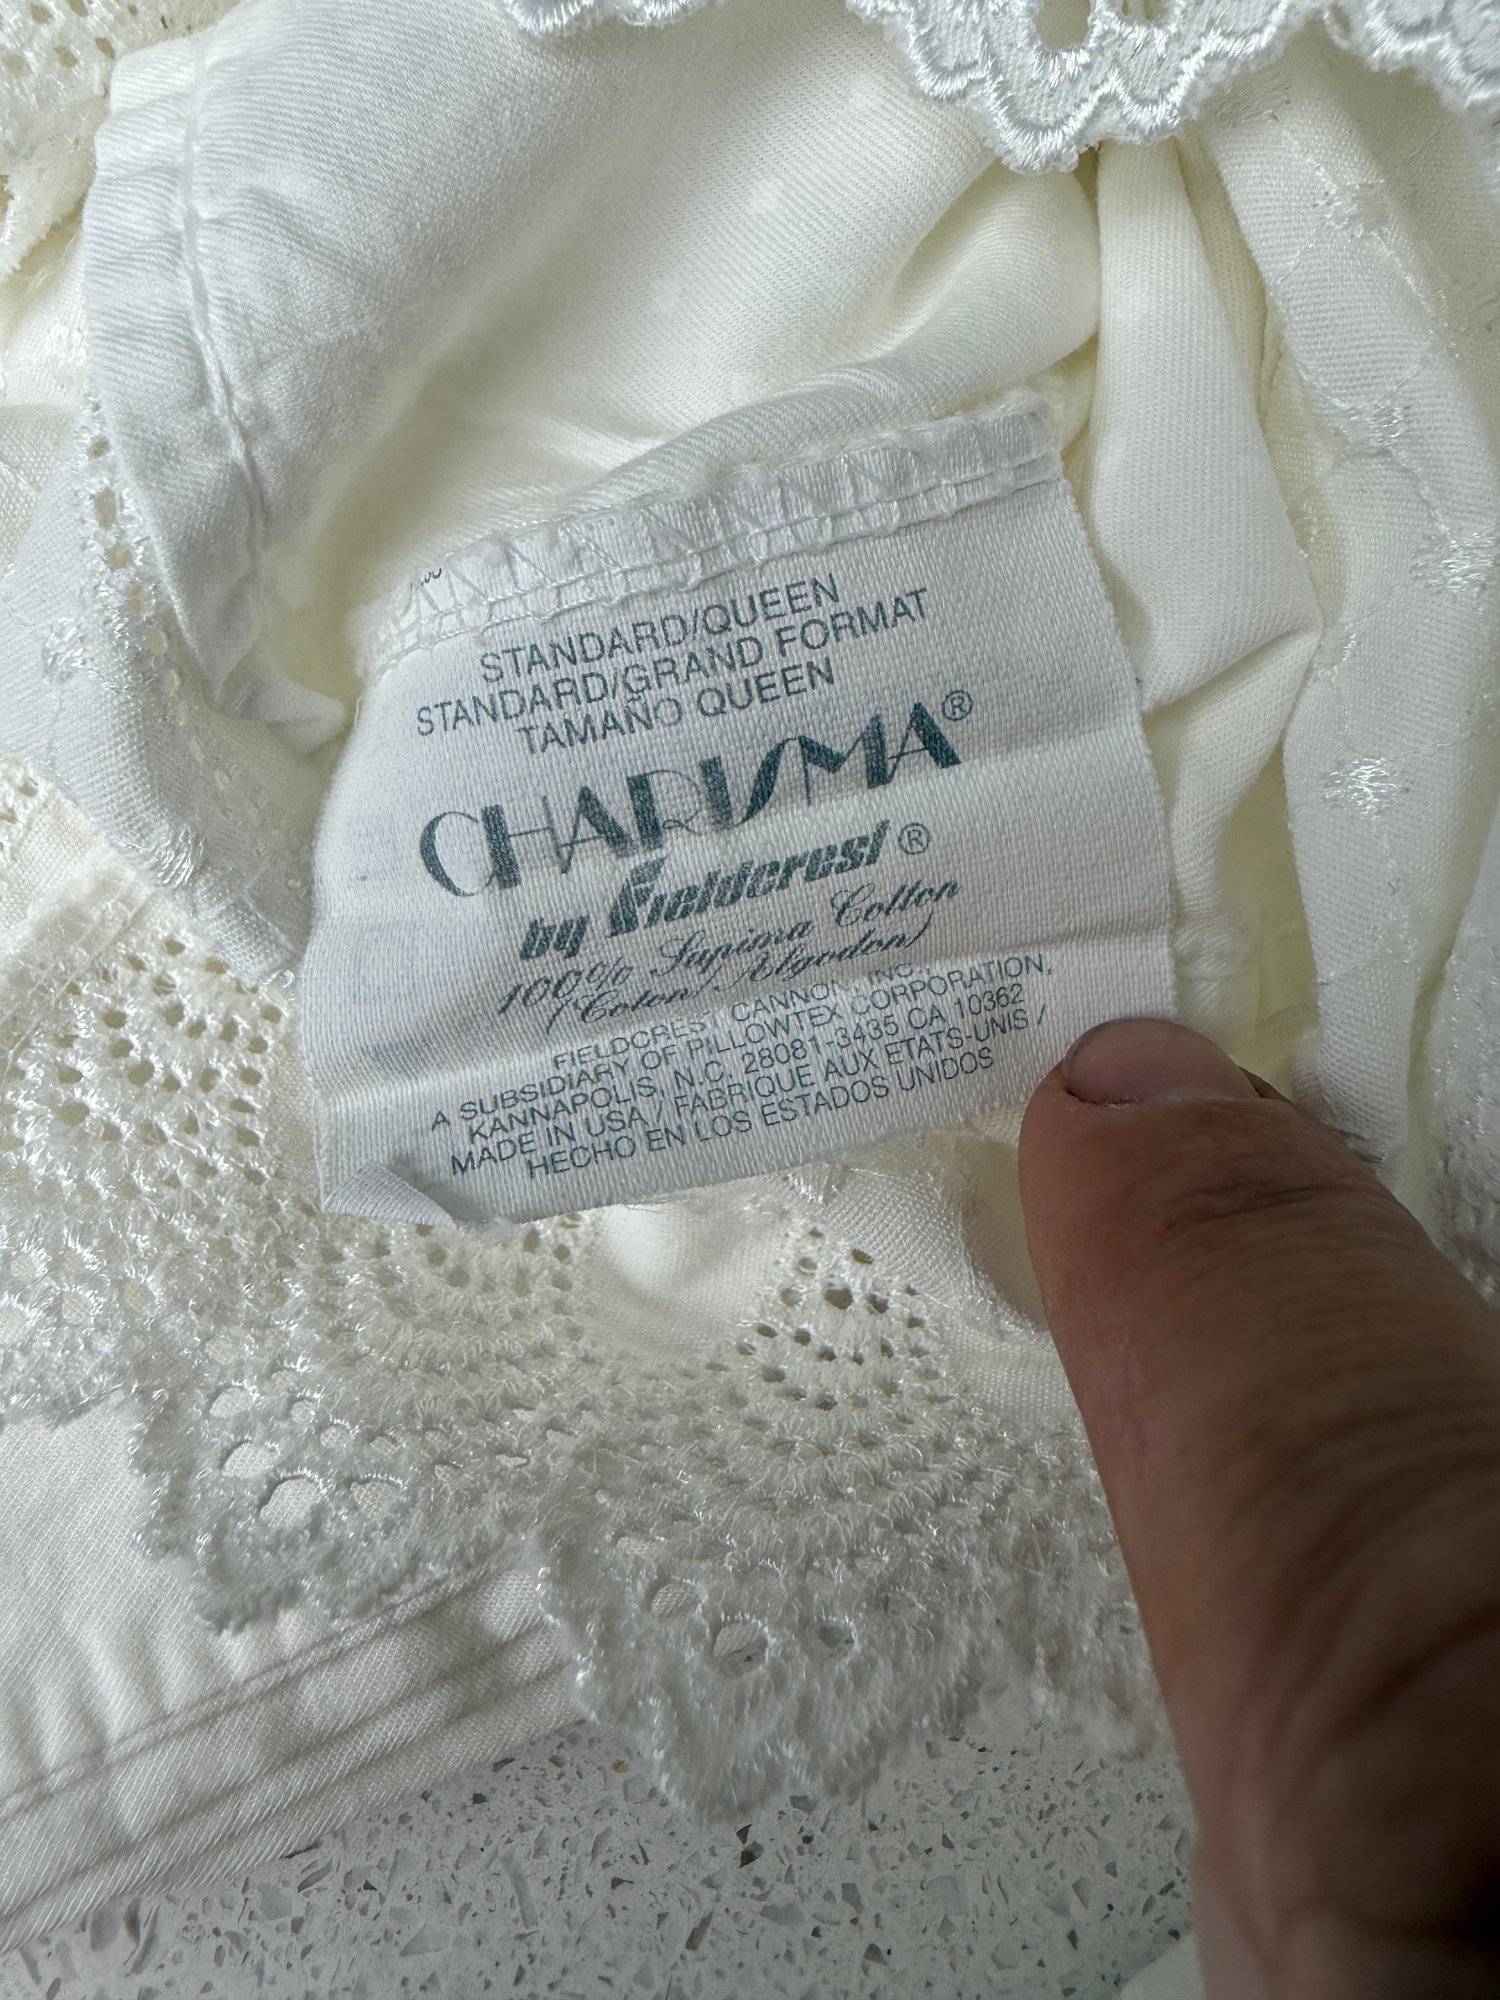 STANDARD/QUEEN
STANDARD/GRAND FORMAT
TAMAÑO QUEEN
CHARISMA®
by Fieldcrest®
100% Supima Cotton
(Coton/Algodon)
FIELDCREST CANNON, INC.,
A SUBSIDIARY OF PILLOWTEX CORPORATION,
KANNAPOLIS, N.C. 28081-3435 CA 10362
MADE IN USA / FABRIQUE AUX ETATS-UNIS /
HECHO EN LOS ESTADOS UNIDOS